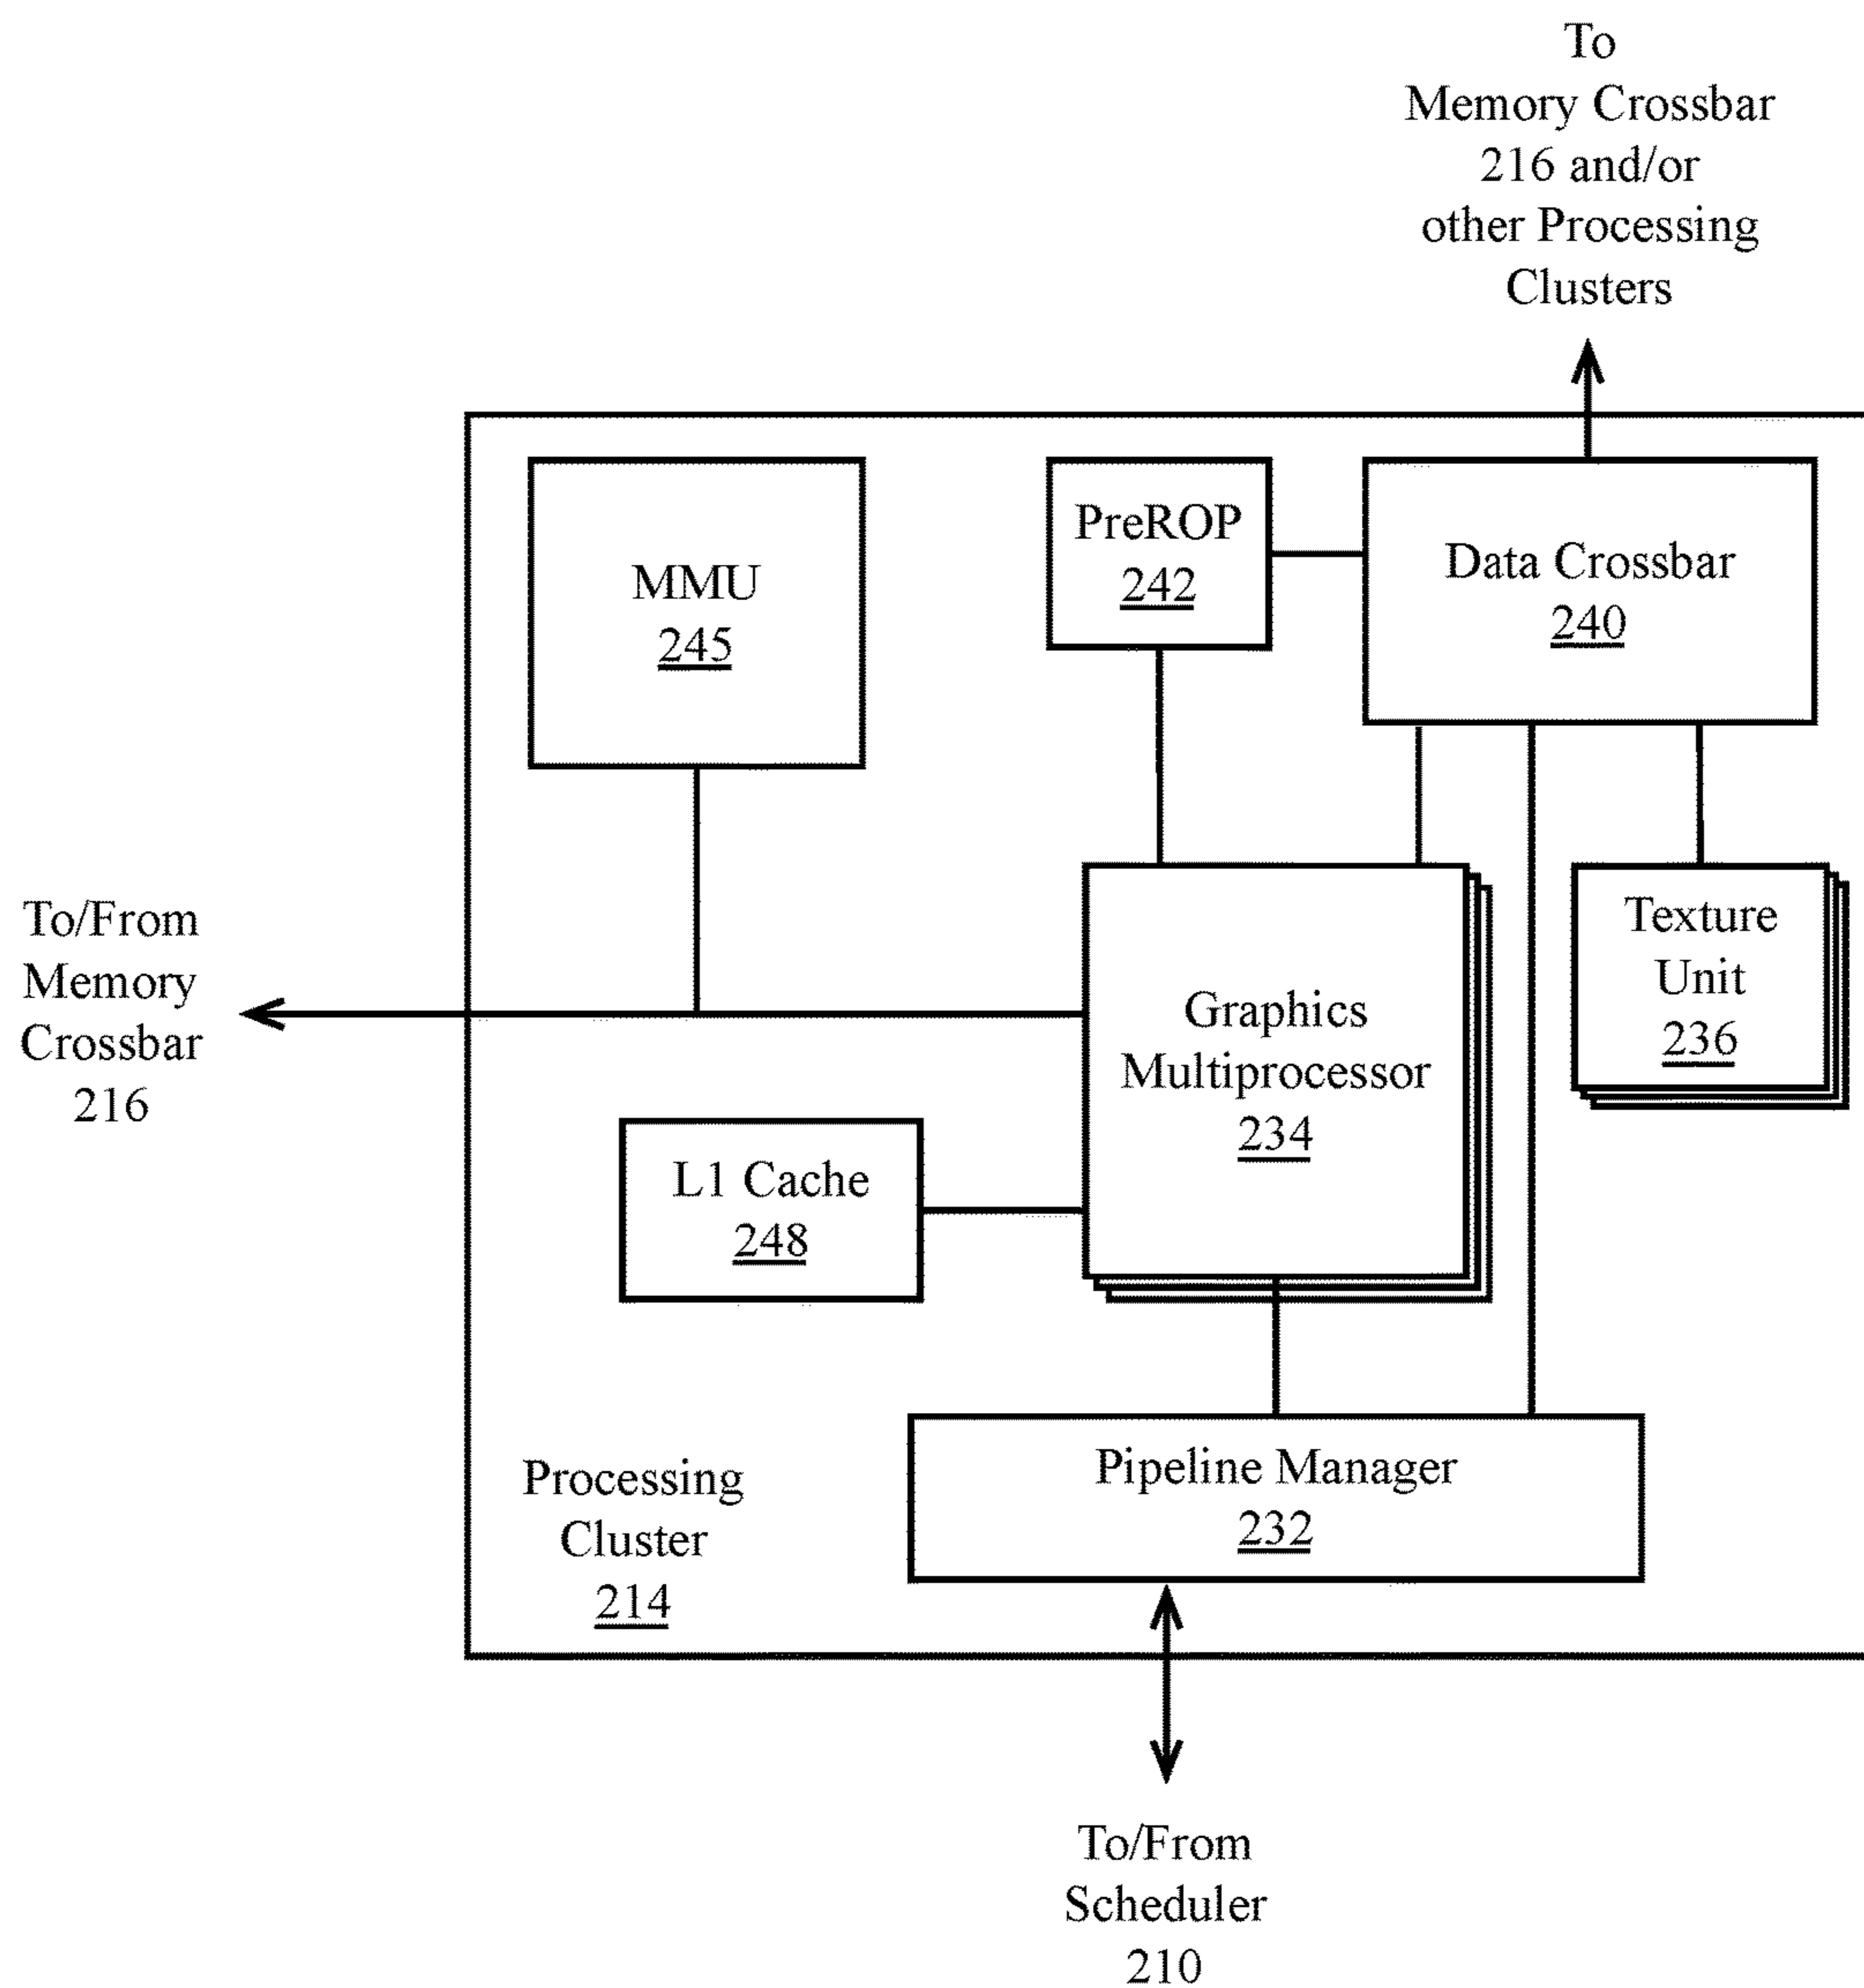 To
Memory Crossbar
216 and/or
other Processing
Clusters
MMU
245
PreROP
242
Data Crossbar
240
To/From
Memory
Crossbar
216
Graphics
Multiprocessor
234
Texture
Unit
236
L1 Cache
248
Pipeline Manager
232
Processing
Cluster
214
To/From
Scheduler
210